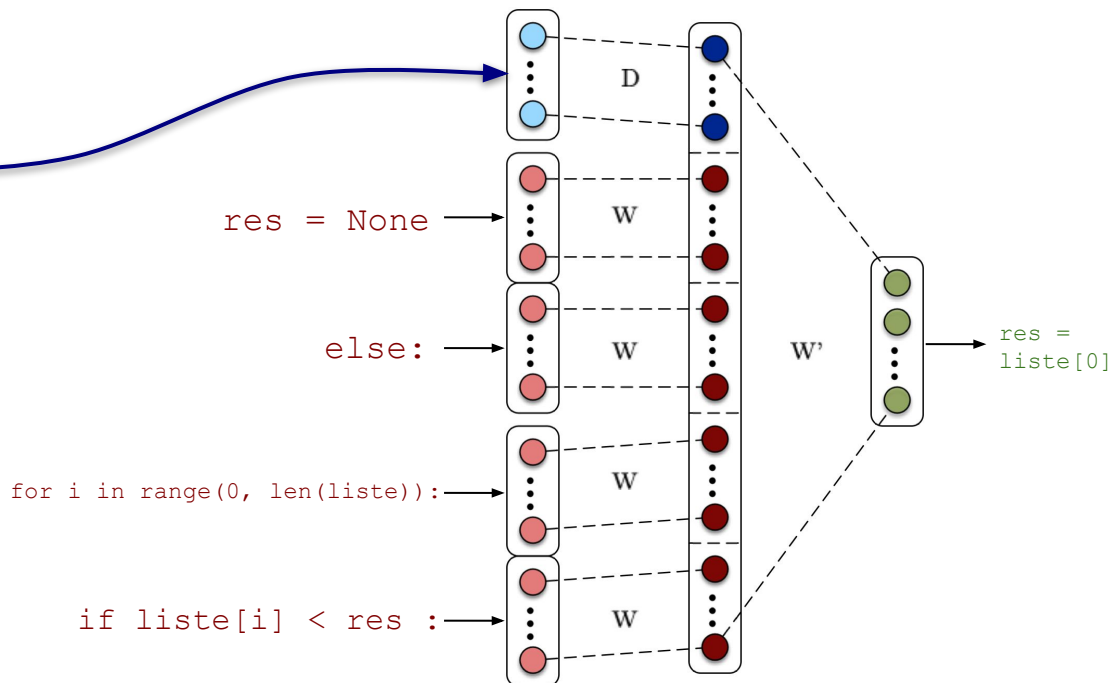 D
res = None
W
else:
W
W’
res =
liste[0]
for i in range(0, len(liste)):
W
if liste[i] < res :
W